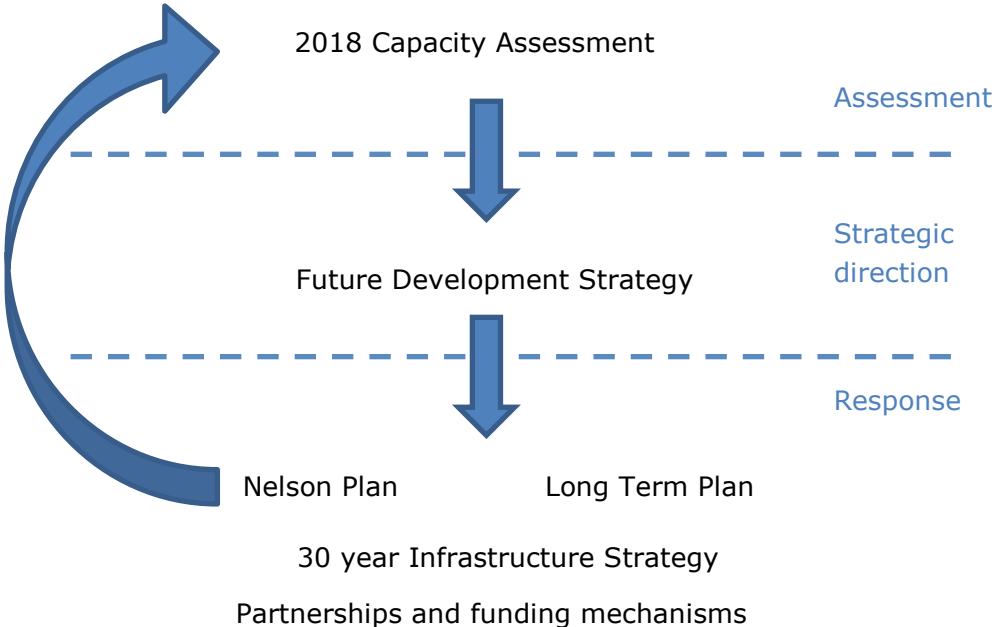 2018 Capacity Assessment
Assessment
Strategic
direction
Future Development Strategy
Response
Nelson Plan
Long Term Plan
30 year Infrastructure Strategy
Partnerships and funding mechanisms